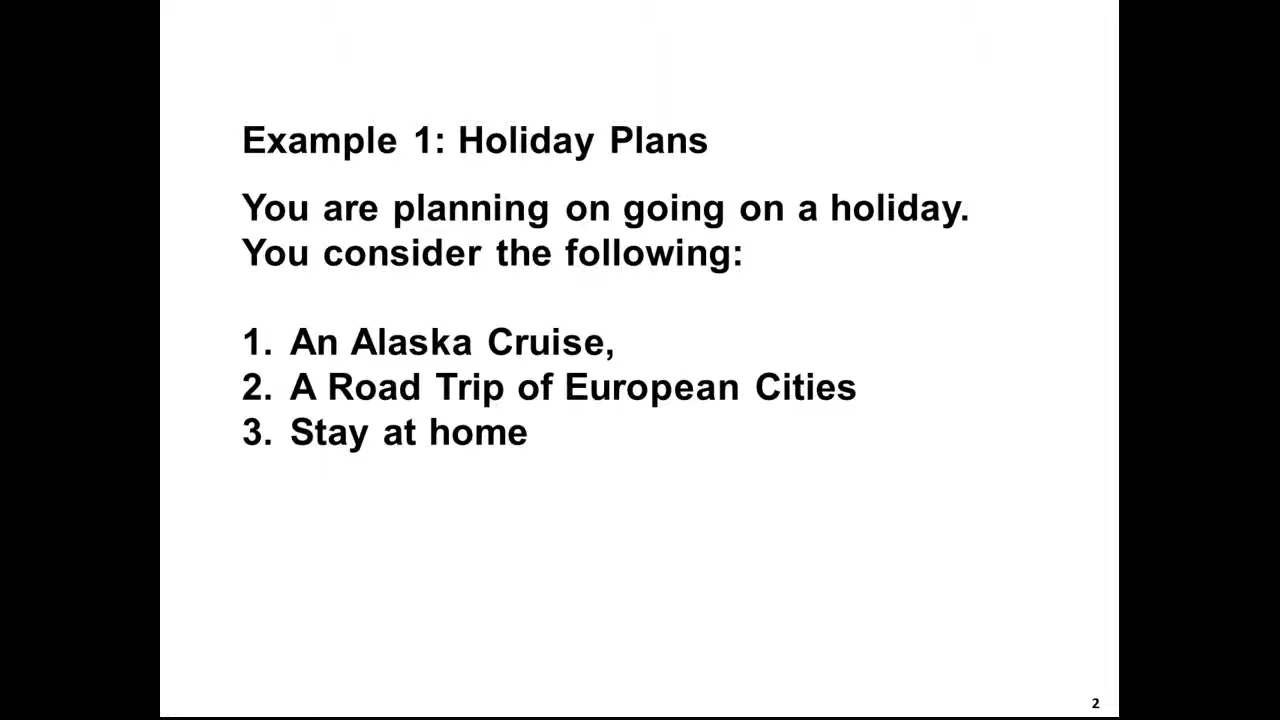 Example 1: Holiday Plans
You are planning on going on a holiday.
You consider the following:
1. An Alaska Cruise,
2. A Road Trip of European Cities
3. Stay at home
2